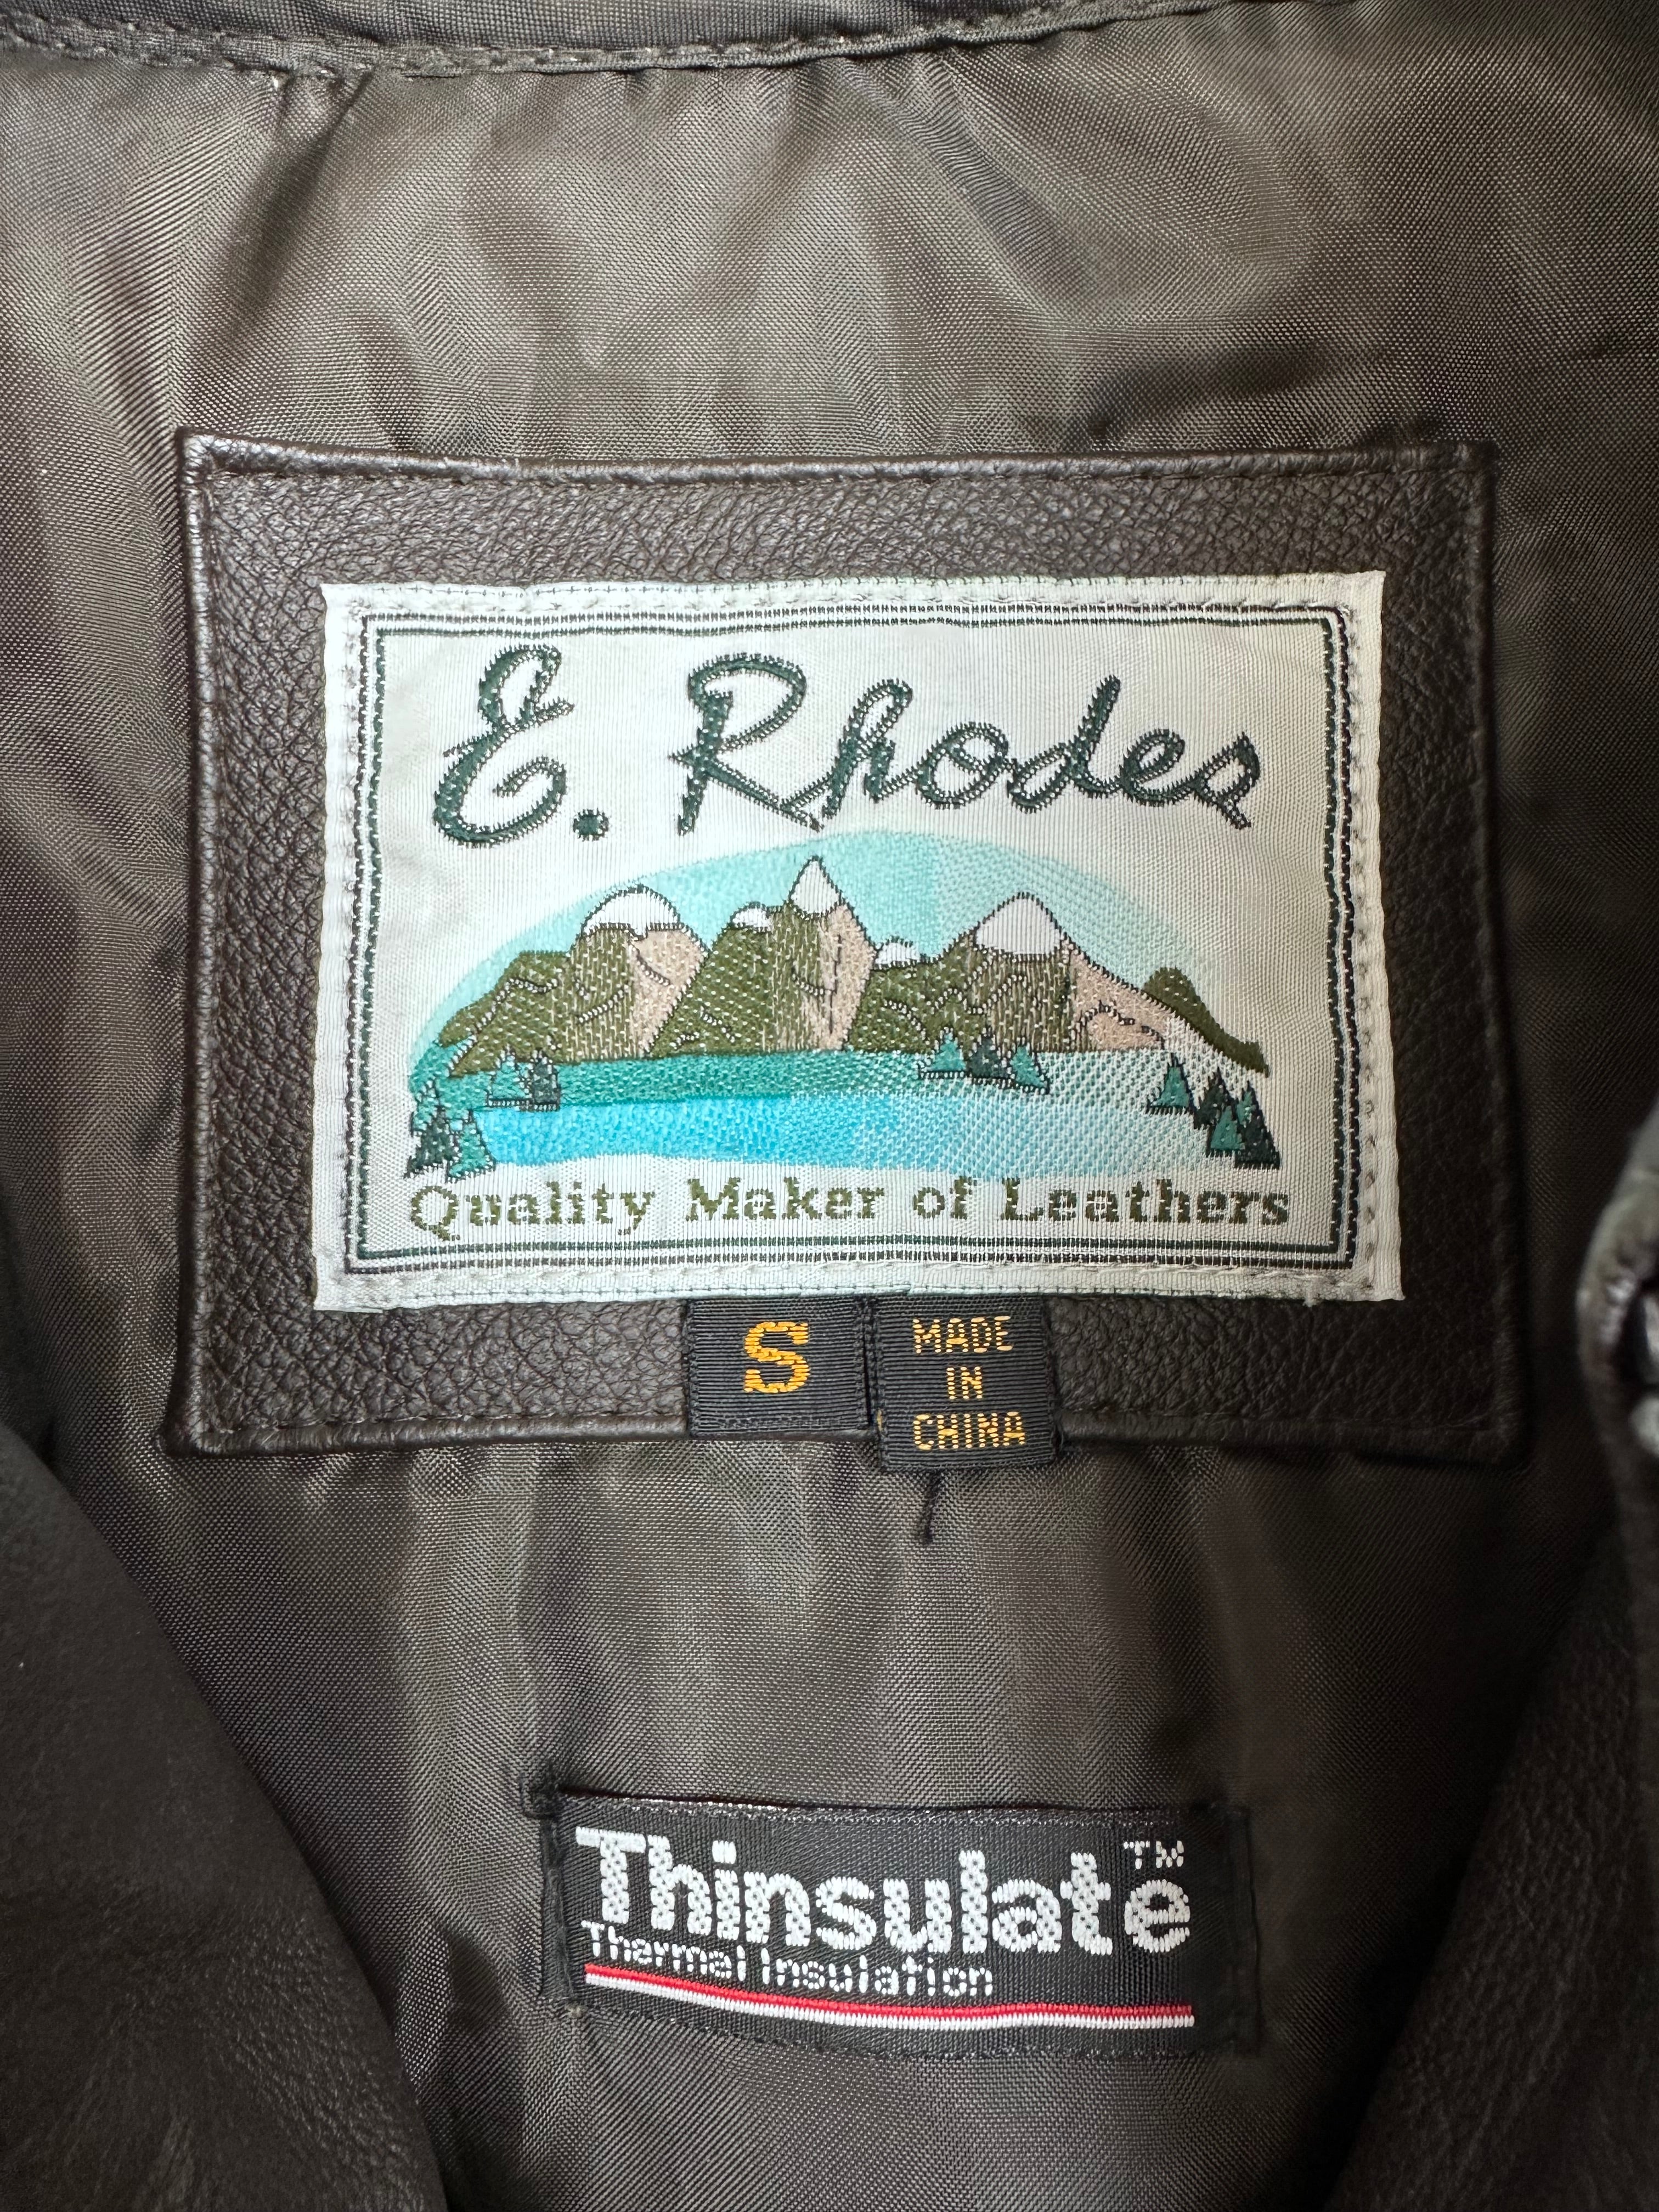 E. Rhodes
Quality Maker of Leathers
S
MADE
IN
CHINA
Thinsulate™
Thermal Insulation